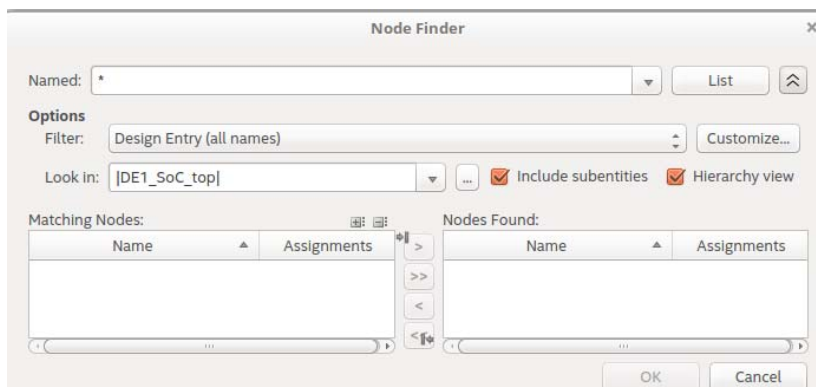 Node Finder
Named: * List
Options
Filter: Design Entry (all names) Customize...
Look in: |DE1_SoC_top| ... Include subentities Hierarchy view
Matching Nodes: Nodes Found:
Name Assignments Name Assignments
>
>>
<
<<
OK Cancel